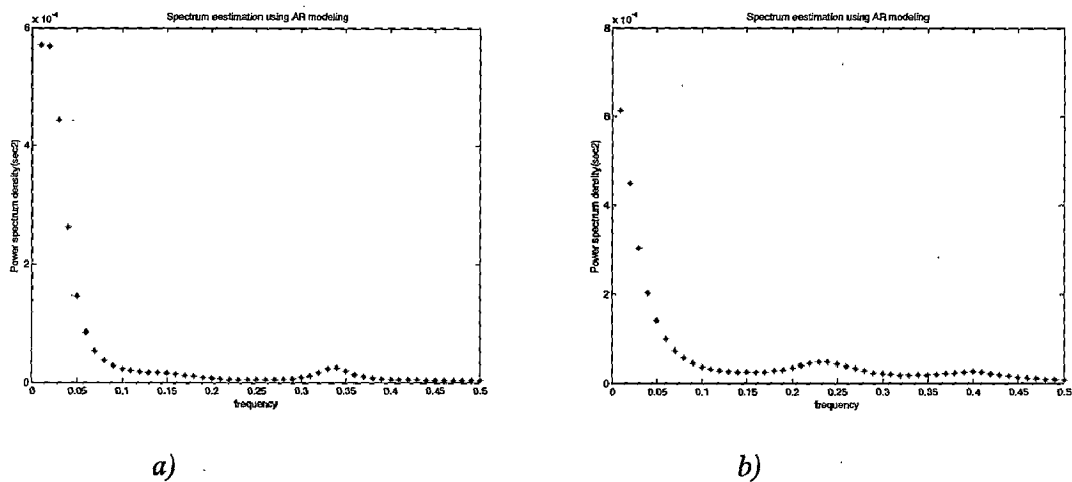 Spectrum eestimation using AR modeling
x 10⁻⁴
6
4
2
0
Power spectrum density(sec2)
0 0.05 0.1 0.15 0.2 0.25 0.3 0.35 0.4 0.45 0.5
frequency
a)
Spectrum eestimation using AR modeling
x 10⁻⁴
8
6
4
2
0
Power spectrum density(sec2)
0 0.05 0.1 0.15 0.2 0.25 0.3 0.35 0.4 0.45 0.5
frequency
b)